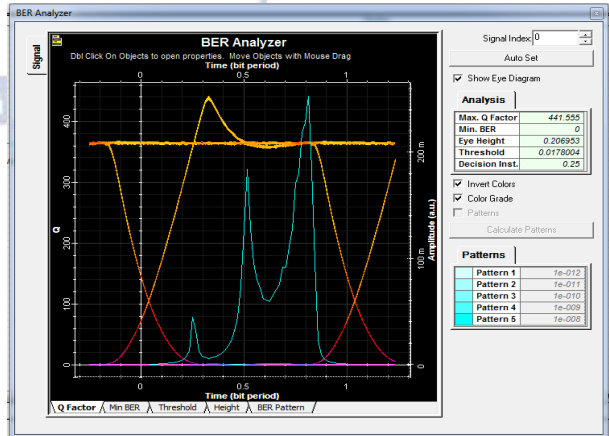 BER Analyzer
Signal
BER Analyzer
Dbl Click On Objects to open properties. Move Objects with Mouse Drag
Time (bit period)
0 0.5 1
Q
400
300
200
100
0
Amplitude (a.u.)
200 m
100 m
0
0 0.5 1
Time (bit period)
Q Factor Min BER Threshold Height BER Pattern
Signal Index: 0
Auto Set
Show Eye Diagram
Analysis
Max. Q Factor 441.555
Min. BER 0
Eye Height 0.206953
Threshold 0.0178004
Decision Inst. 0.25
Invert Colors
Color Grade
Patterns
Calculate Patterns
Patterns
Pattern 1 1e-012
Pattern 2 1e-011
Pattern 3 1e-010
Pattern 4 1e-009
Pattern 5 1e-008